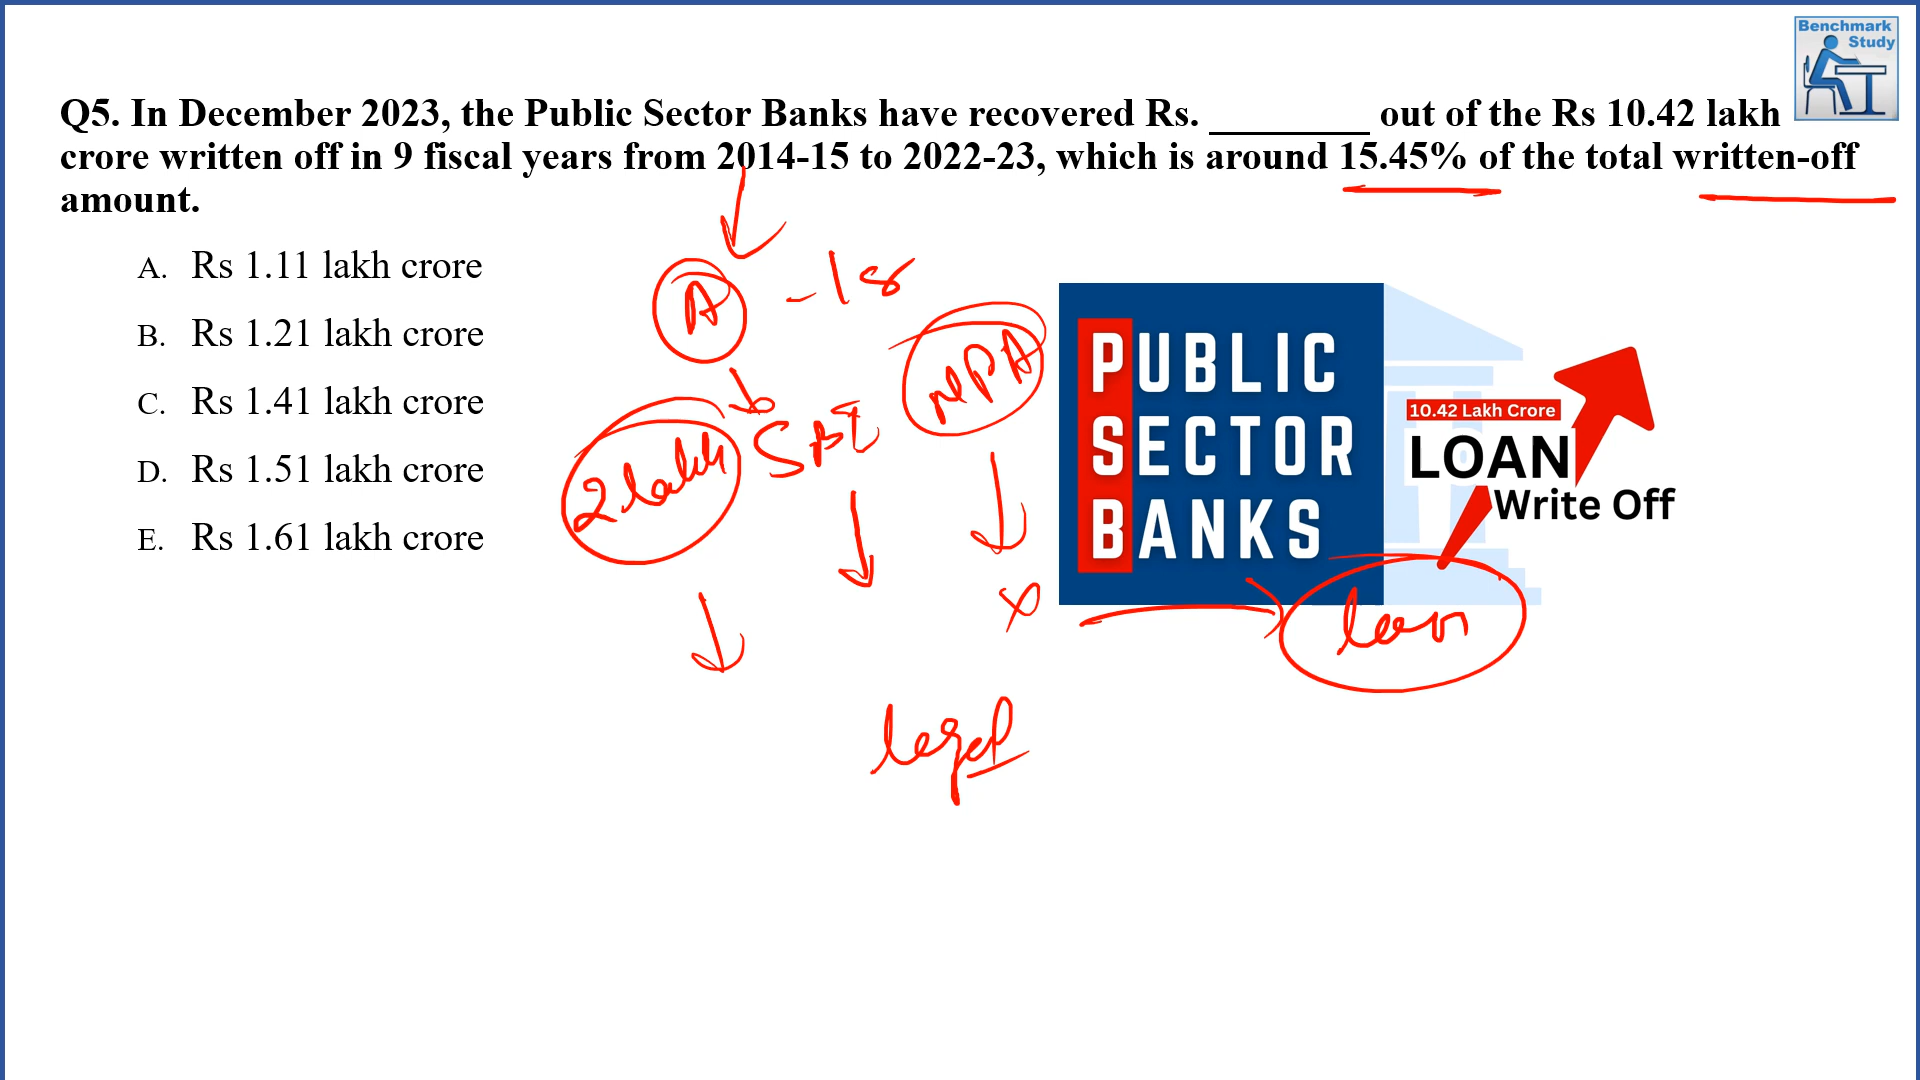 Benchmark
Study
Q5. In December 2023, the Public Sector Banks have recovered Rs. ________ out of the Rs 10.42 lakh
crore written off in 9 fiscal years from 2014-15 to 2022-23, which is around 15.45% of the total written-off
amount.
A. Rs 1.11 lakh crore
B. Rs 1.21 lakh crore
C. Rs 1.41 lakh crore
D. Rs 1.51 lakh crore
E. Rs 1.61 lakh crore
A
NPA
2 lakh
SBI
PUBLIC
SECTOR
BANKS
10.42 Lakh Crore
LOAN
Write Off
loan
legal